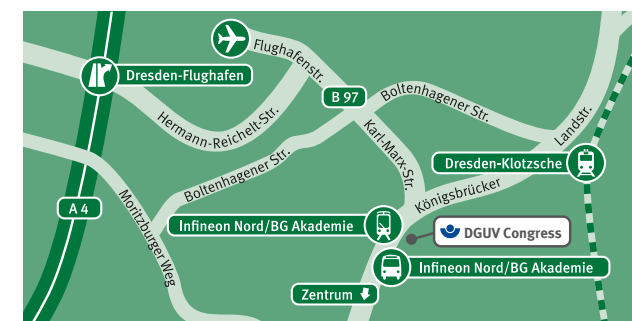 Flughafenstr.
Dresden-Flughafen
B 97
Boltenhagener Str.
Hermann-Reichelt-Str.
Karl-Marx-Str.
Landstr.
Boltenhagener Str.
Dresden-Klotzsche
Moritzburger Weg
Königsbrücker
A 4
Infineon Nord/BG Akademie
DGUV Congress
Infineon Nord/BG Akademie
Zentrum